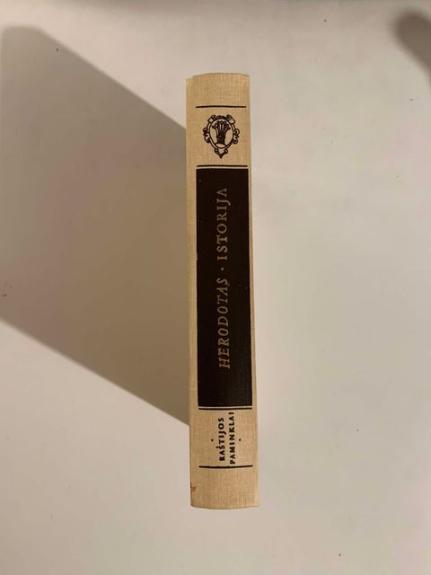 HERODOTAS · ISTORIJA
RAŠTIJOS
PAMINKLAI